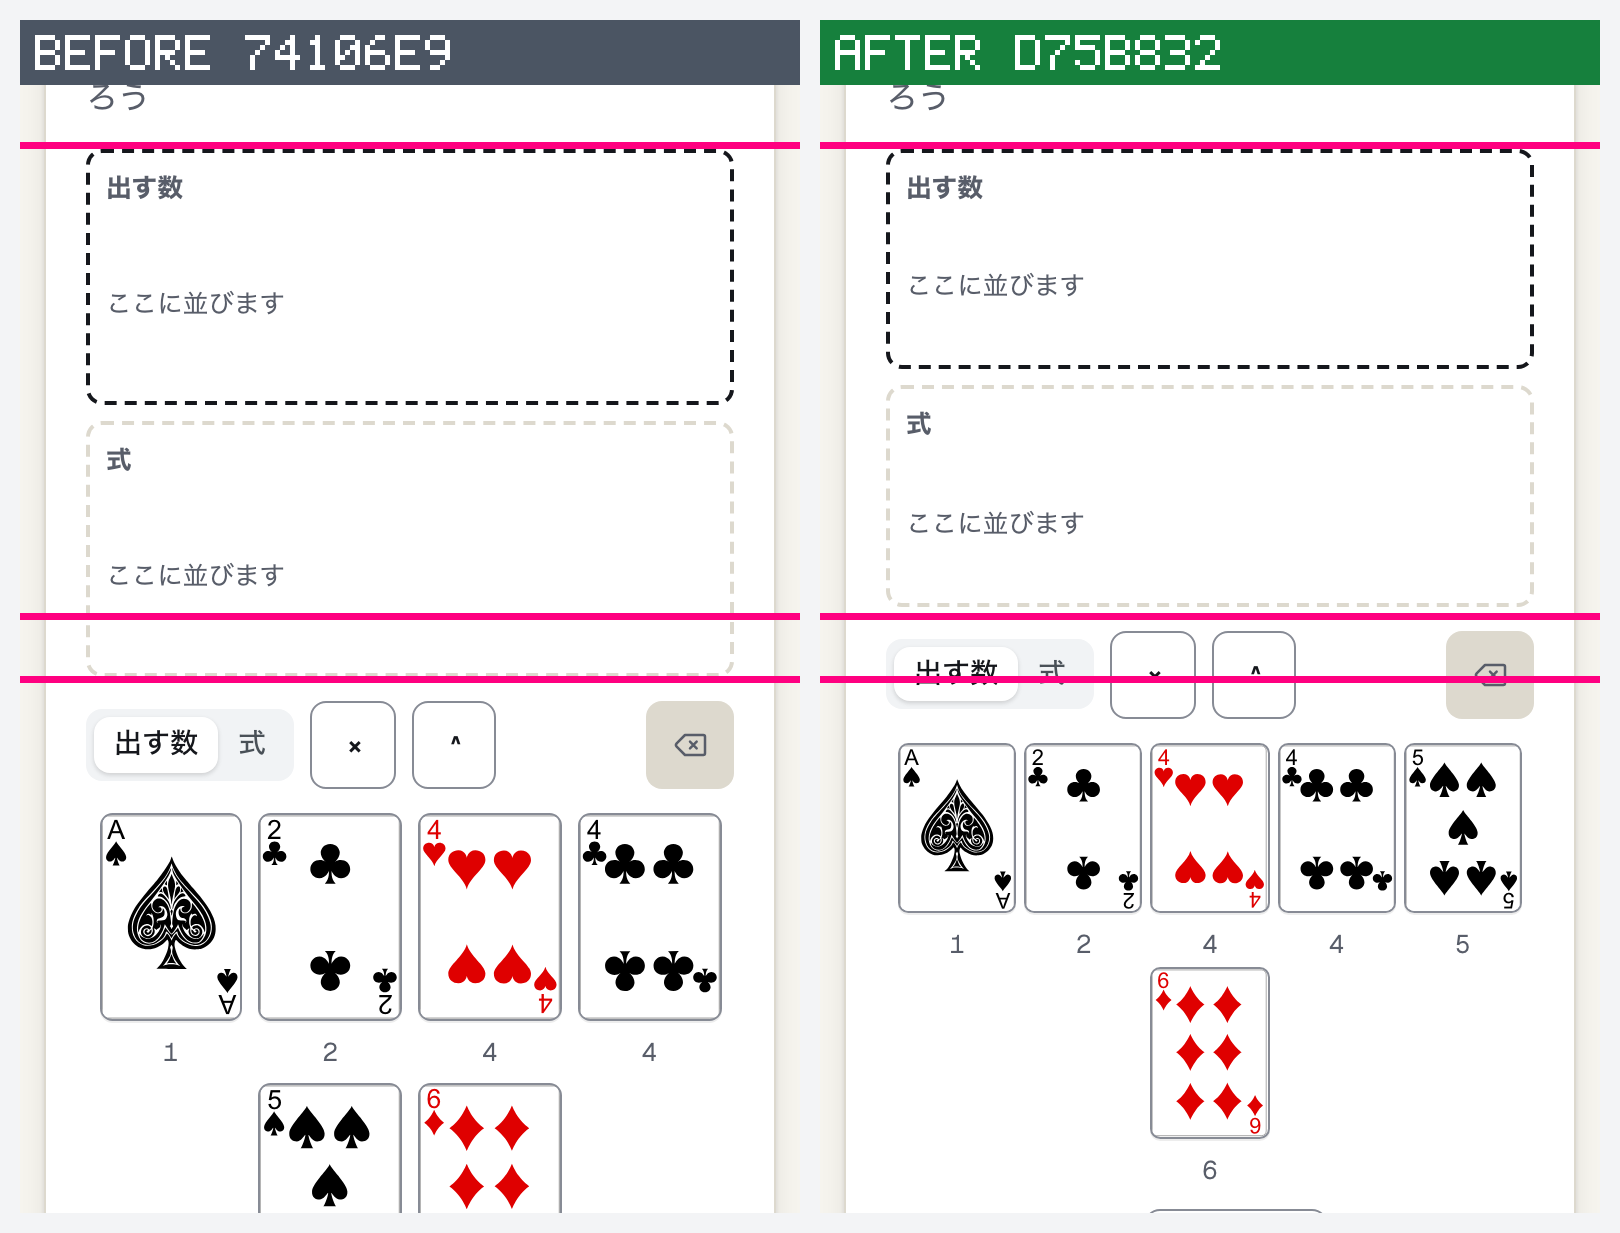 BEFORE 74106E9
ろう
出す数
ここに並びます
式
ここに並びます
出す数 式 × ^
A 2 4 4
A 2 4
1 2 4 4
5 6
AFTER D75B832
ろう
出す数
ここに並びます
式
ここに並びます
出す数 式 × ^
A 2 4 4 5
A 2 4 5
1 2 4 4 5
6
6
6